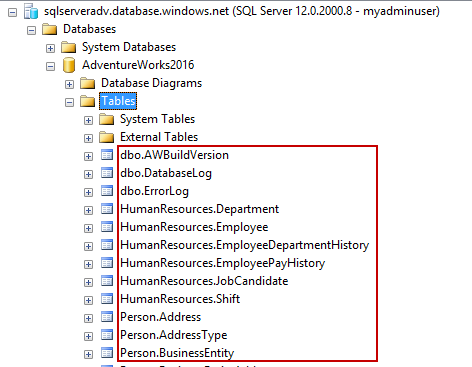 sqlserveradv.database.windows.net (SQL Server 12.0.2000.8 - myadminuser)
Databases
System Databases
AdventureWorks2016
Database Diagrams
Tables
System Tables
External Tables
dbo.AWBuildVersion
dbo.DatabaseLog
dbo.ErrorLog
HumanResources.Department
HumanResources.Employee
HumanResources.EmployeeDepartmentHistory
HumanResources.EmployeePayHistory
HumanResources.JobCandidate
HumanResources.Shift
Person.Address
Person.AddressType
Person.BusinessEntity